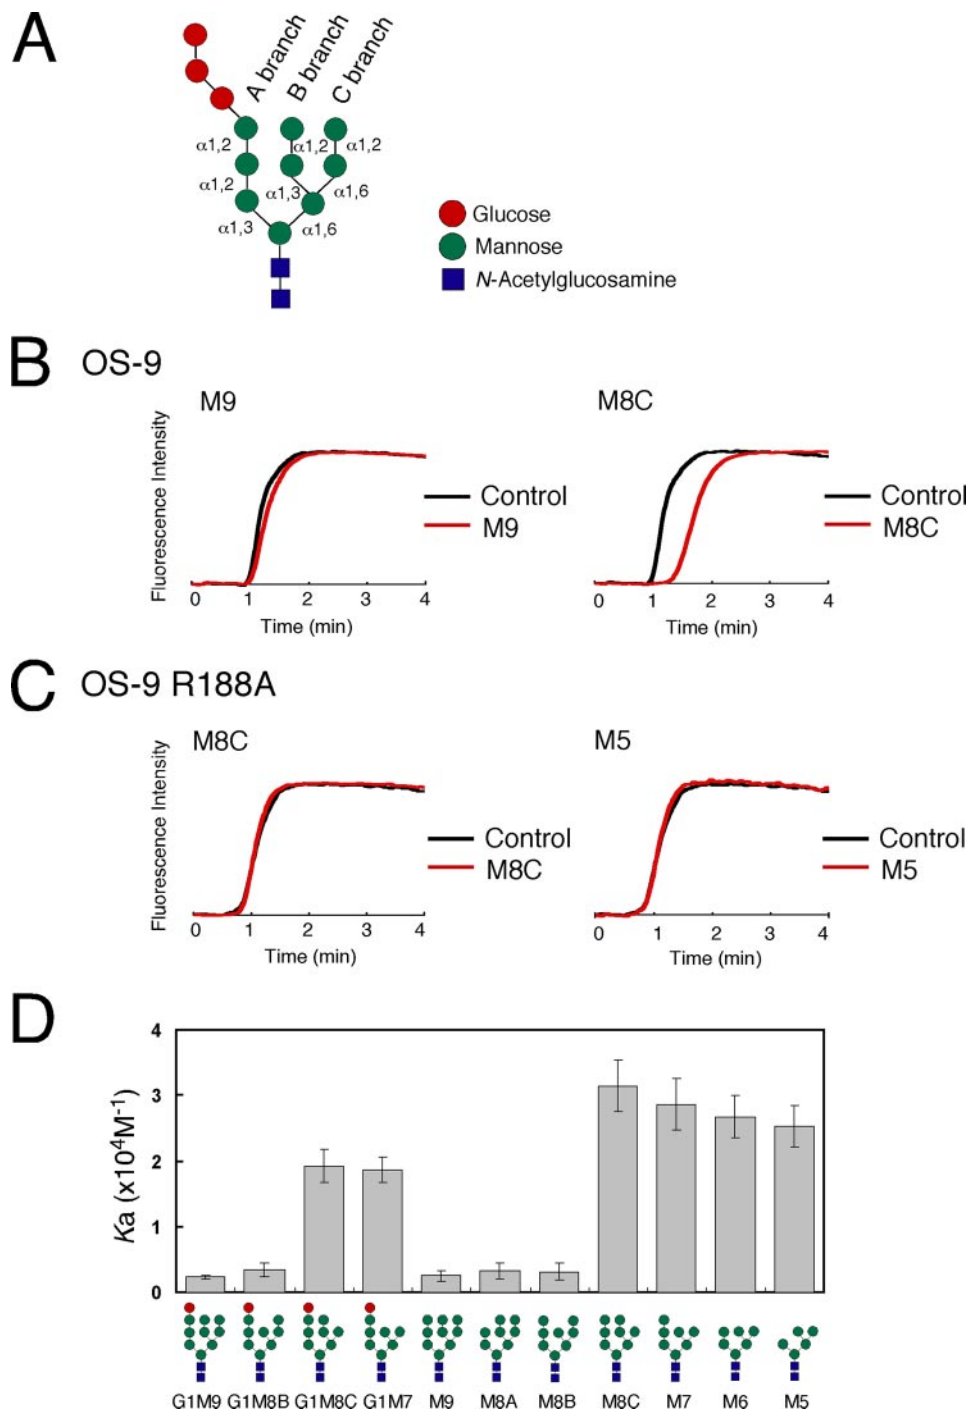 A
A branch
B branch
C branch
α1,2
α1,2
α1,2
α1,2
α1,3
α1,6
α1,3
α1,6
Glucose
Mannose
N-Acetylglucosamine
B
OS-9
M9
Fluorescence Intensity
Control
M9
0 1 2 3 4
Time (min)
M8C
Control
M8C
0 1 2 3 4
Time (min)
C
OS-9 R188A
M8C
Fluorescence Intensity
Control
M8C
0 1 2 3 4
Time (min)
M5
Control
M5
0 1 2 3 4
Time (min)
D
Ka (x10⁴M⁻¹)
4
3
2
1
0
G1M9 G1M8B G1M8C G1M7 M9 M8A M8B M8C M7 M6 M5